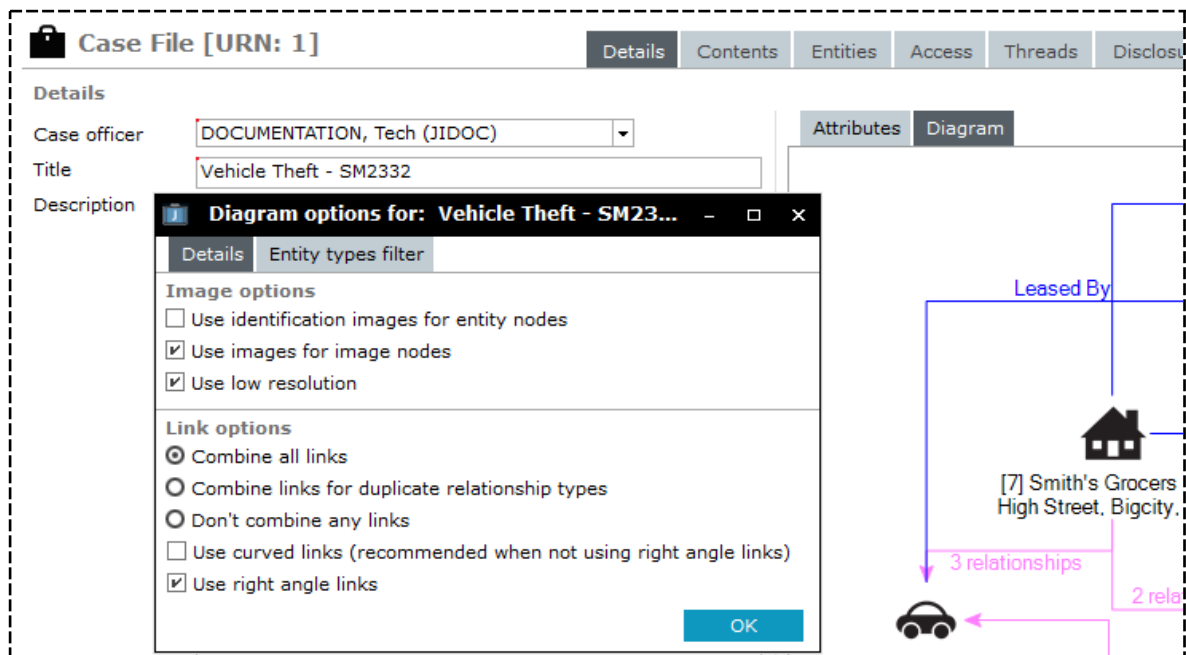 Case File [URN: 1]
Details Contents Entities Access Threads
Details
Case officer DOCUMENTATION, Tech (JIDOC)
Attributes Diagram
Title Vehicle Theft - SM2332
Description
Diagram options for: Vehicle Theft - SM23...
Details Entity types filter
Image options
Use identification images for entity nodes
Use images for image nodes
Use low resolution
Link options
Combine all links
Combine links for duplicate relationship types
Don't combine any links
Use curved links (recommended when not using right angle links)
Use right angle links
OK
Leased By
[7] Smith's Grocers
High Street, Bigcity,
3 relationships
2